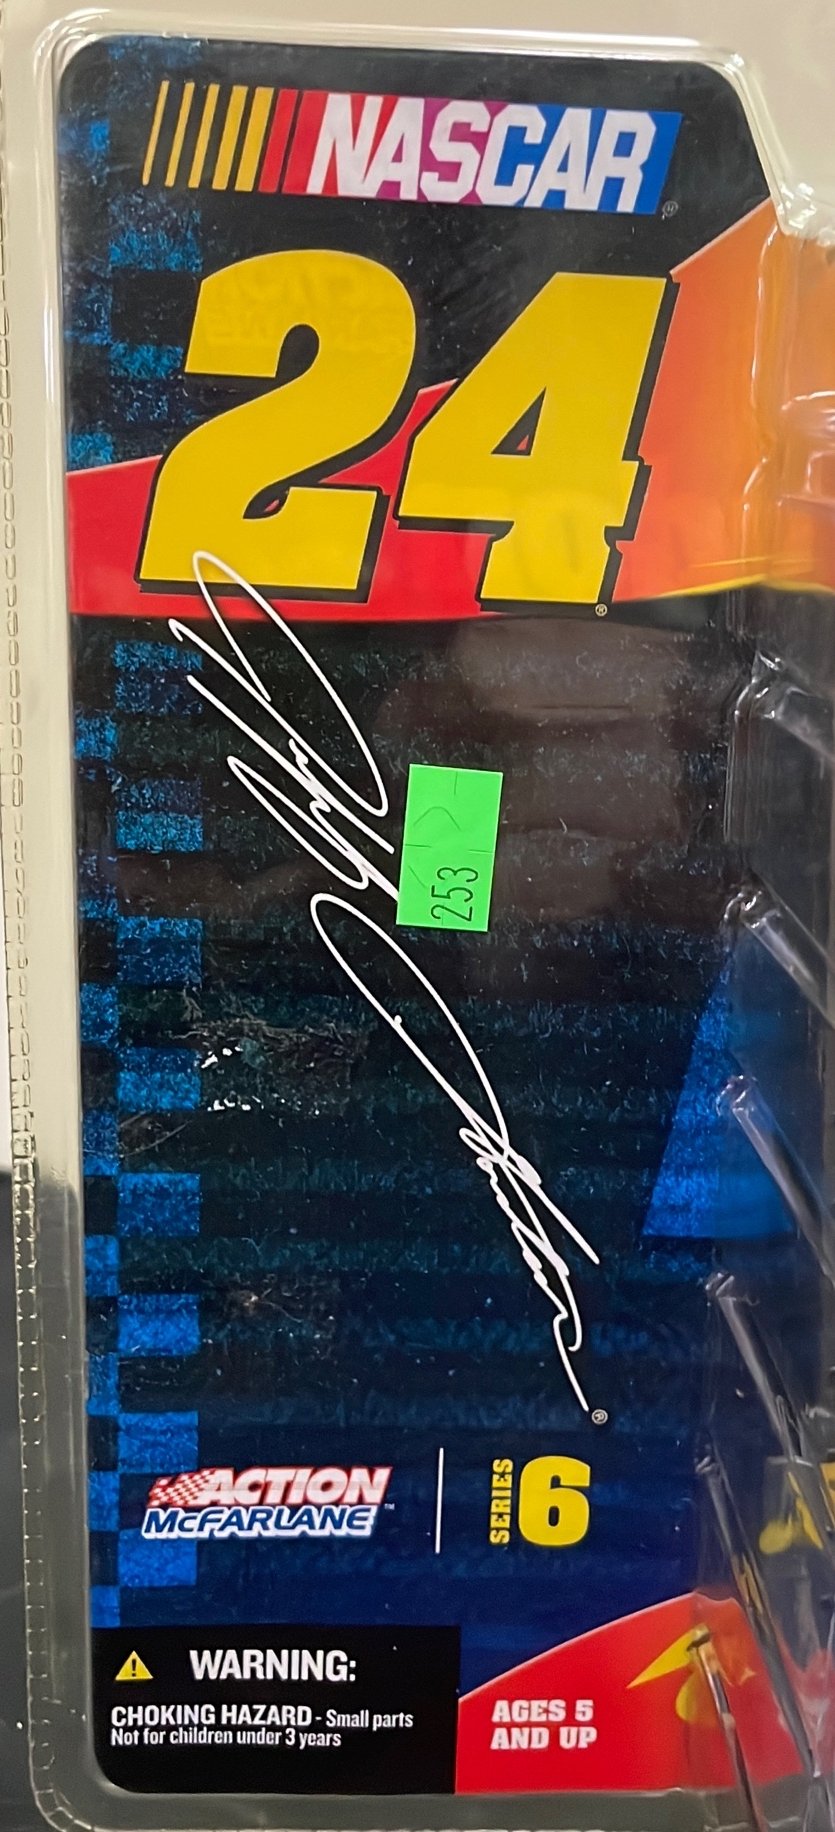 NASCAR
24
253
ACTION
McFARLANE™
SERIES 6
WARNING:
CHOKING HAZARD - Small parts
Not for children under 3 years
AGES 5
AND UP